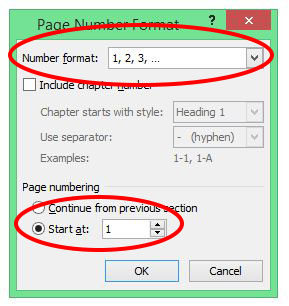 Page Number Format ? ×
Number format: 1, 2, 3, ...
Include chapter number
Chapter starts with style: Heading 1
Use separator: - (hyphen)
Examples: 1-1, 1-A
Page numbering
Continue from previous section
Start at: 1
OK Cancel